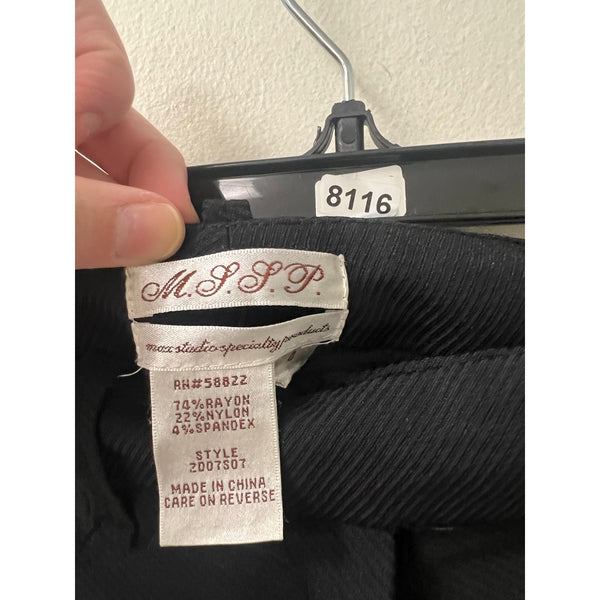 8116
M.S.S.P.
max studio specialty products
RN#58822
74%RAYON
22%NYLON
4%SPANDEX
STYLE
2007S07
MADE IN CHINA
CARE ON REVERSE